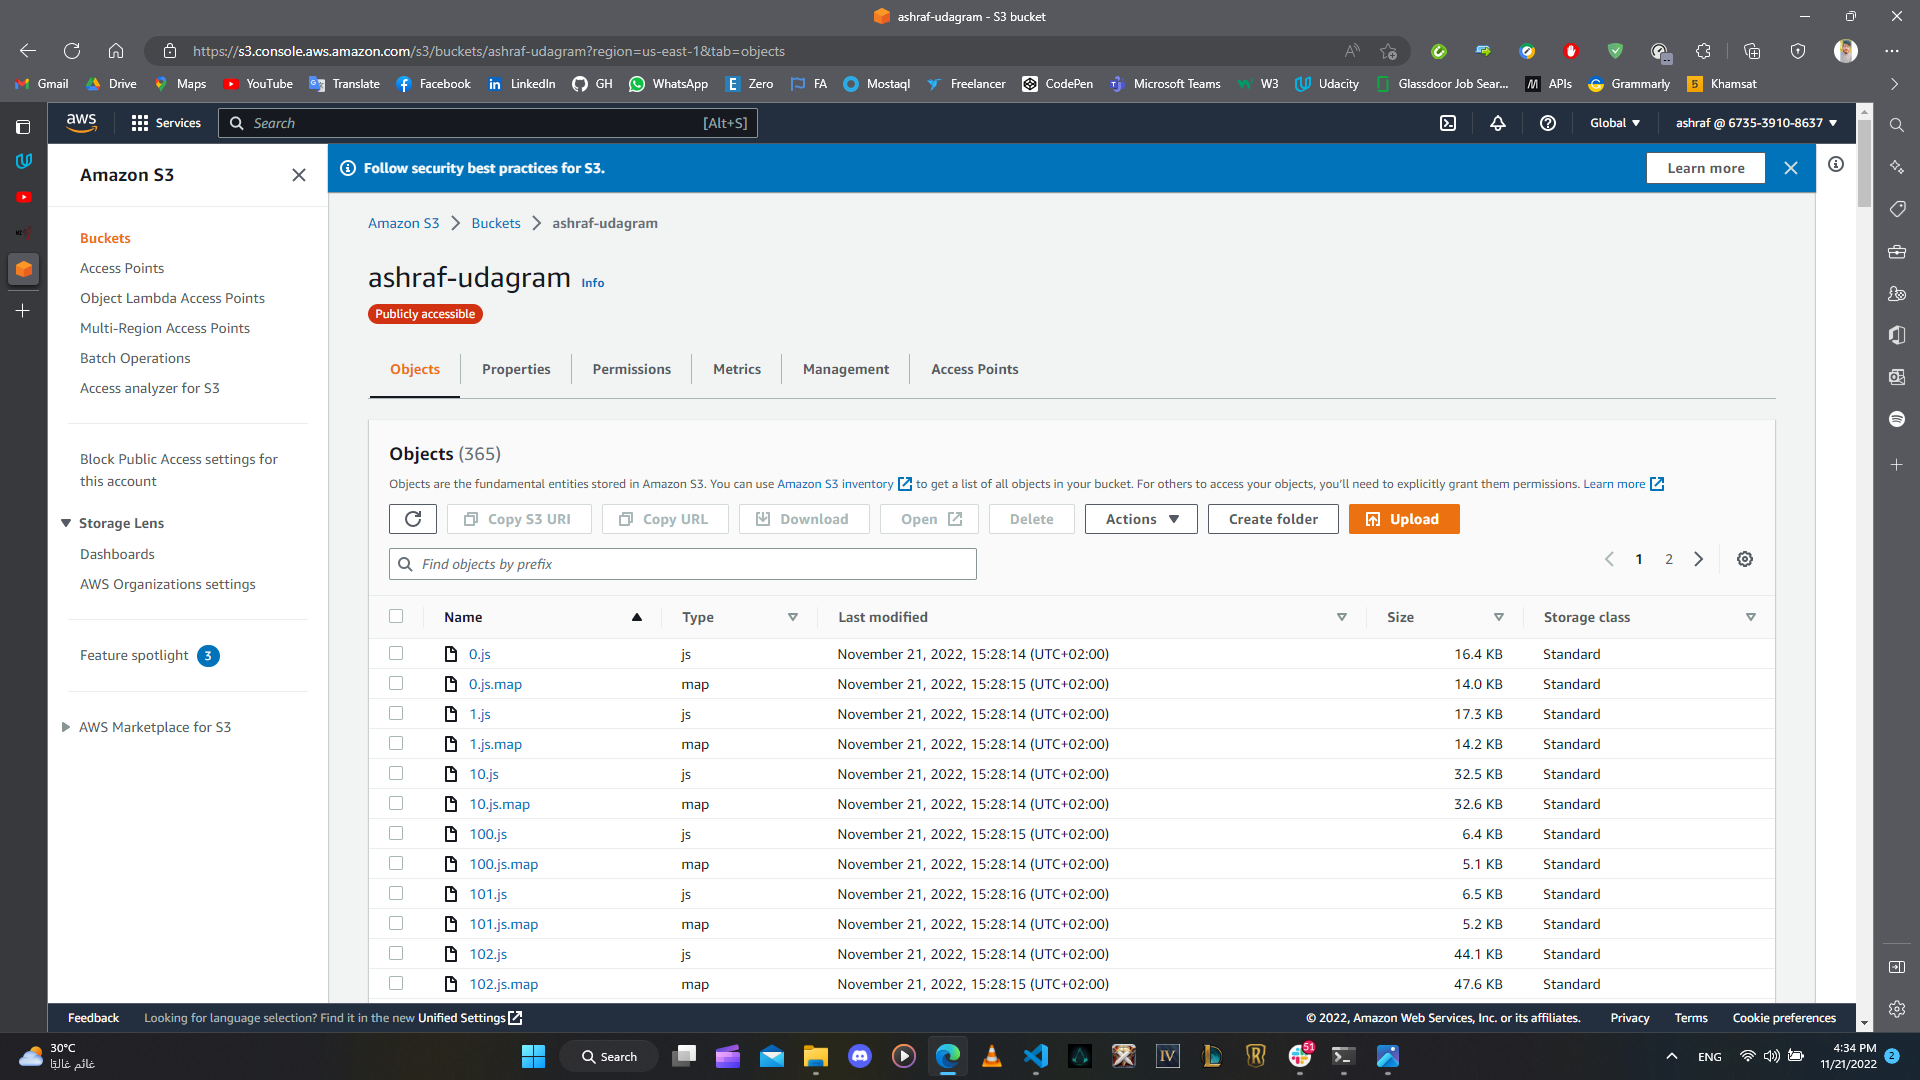 ashraf-udagram - S3 bucket
https://s3.console.aws.amazon.com/s3/buckets/ashraf-udagram?region=us-east-1&tab=objects
Gmail Drive Maps YouTube Translate Facebook LinkedIn GH WhatsApp Zero FA Mostaql Freelancer CodePen Microsoft Teams W3 Udacity Glassdoor Job Sear... APIs Grammarly Khamsat
aws Services Search [Alt+S] Global ashraf @ 6735-3910-8637
Amazon S3
Buckets
Access Points
Object Lambda Access Points
Multi-Region Access Points
Batch Operations
Access analyzer for S3
Block Public Access settings for
this account
Storage Lens
Dashboards
AWS Organizations settings
Feature spotlight 3
AWS Marketplace for S3
Follow security best practices for S3. Learn more
Amazon S3 Buckets ashraf-udagram
ashraf-udagram Info
Publicly accessible
Objects Properties Permissions Metrics Management Access Points
Objects (365)
Objects are the fundamental entities stored in Amazon S3. You can use Amazon S3 inventory to get a list of all objects in your bucket. For others to access your objects, you'll need to explicitly grant them permissions. Learn more
Copy S3 URI Copy URL Download Open Delete Actions Create folder Upload
Find objects by prefix 1 2
Name Type Last modified Size Storage class
0.js js November 21, 2022, 15:28:14 (UTC+02:00) 16.4 KB Standard
0.js.map map November 21, 2022, 15:28:15 (UTC+02:00) 14.0 KB Standard
1.js js November 21, 2022, 15:28:14 (UTC+02:00) 17.3 KB Standard
1.js.map map November 21, 2022, 15:28:14 (UTC+02:00) 14.2 KB Standard
10.js js November 21, 2022, 15:28:14 (UTC+02:00) 32.5 KB Standard
10.js.map map November 21, 2022, 15:28:14 (UTC+02:00) 32.6 KB Standard
100.js js November 21, 2022, 15:28:15 (UTC+02:00) 6.4 KB Standard
100.js.map map November 21, 2022, 15:28:14 (UTC+02:00) 5.1 KB Standard
101.js js November 21, 2022, 15:28:16 (UTC+02:00) 6.5 KB Standard
101.js.map map November 21, 2022, 15:28:14 (UTC+02:00) 5.2 KB Standard
102.js js November 21, 2022, 15:28:14 (UTC+02:00) 44.1 KB Standard
102.js.map map November 21, 2022, 15:28:15 (UTC+02:00) 47.6 KB Standard
Feedback Looking for language selection? Find it in the new Unified Settings © 2022, Amazon Web Services, Inc. or its affiliates. Privacy Terms Cookie preferences
30°C
غائم غالبًا
Search
51
ENG
4:34 PM
11/21/2022
2